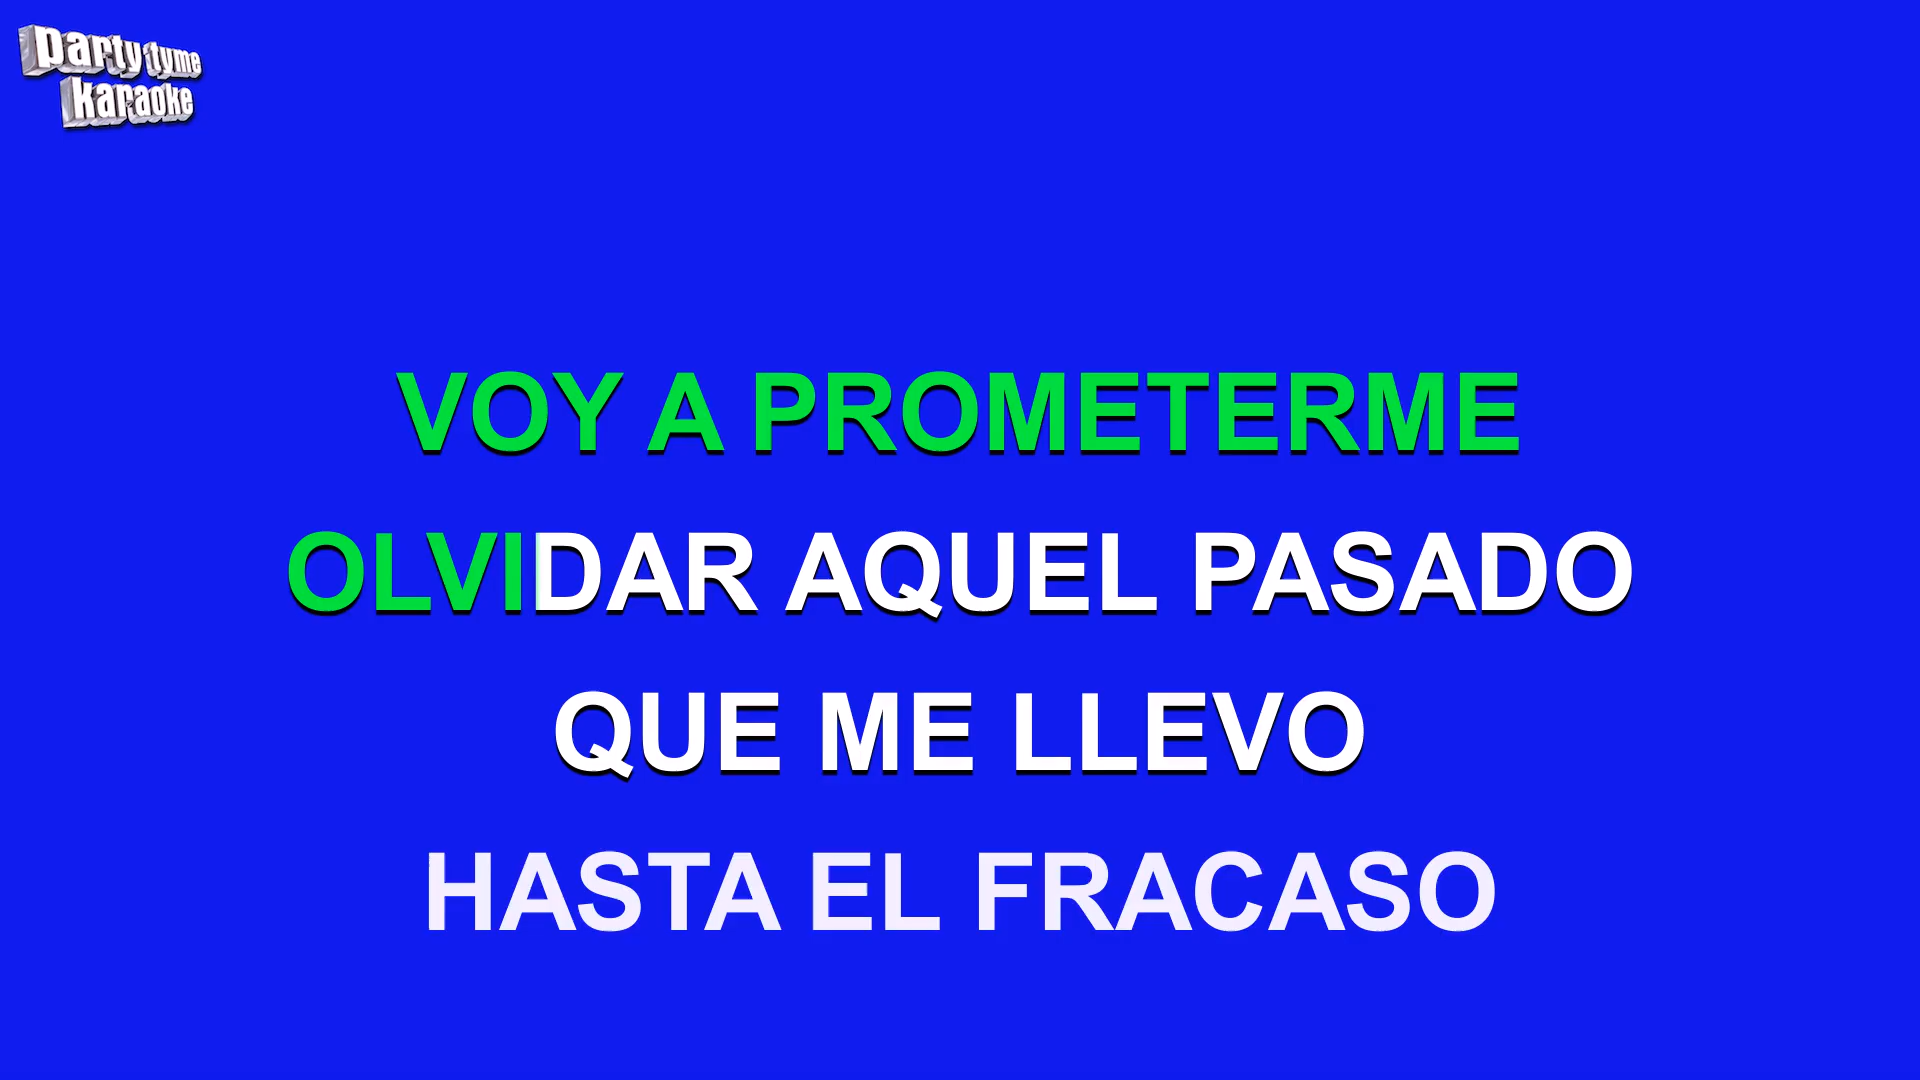 party tyme
karaoke
VOY A PROMETERME
OLVIDAR AQUEL PASADO
QUE ME LLEVO
HASTA EL FRACASO